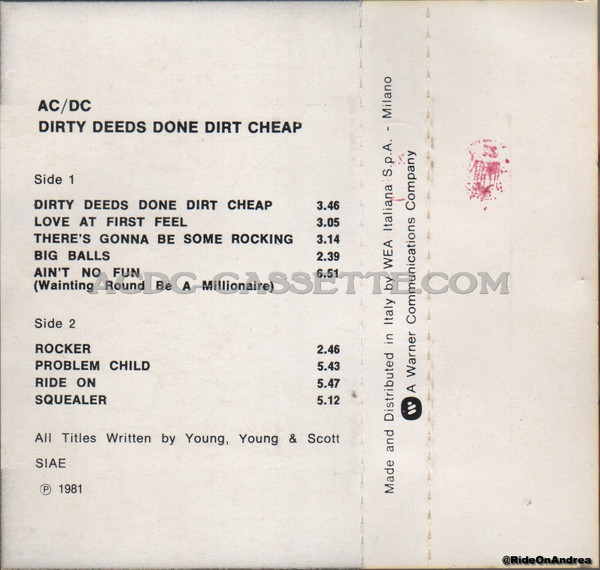 AC/DC
DIRTY DEEDS DONE DIRT CHEAP
Side 1
DIRTY DEEDS DONE DIRT CHEAP 3.46
LOVE AT FIRST FEEL 3.05
THERE'S GONNA BE SOME ROCKING 3.14
BIG BALLS 2.39
AIN'T NO FUN 6.51
(Wainting Round Be A Millionaire)
ACDC-CASSETTE.COM
Side 2
ROCKER 2.46
PROBLEM CHILD 5.43
RIDE ON 5.47
SQUEALER 5.12
All Titles Written by Young, Young & Scott
SIAE
℗ 1981
Made and Distributed in Italy by WEA Italiana S.p.A. - Milano
A Warner Communications Company
@RideOnAndrea